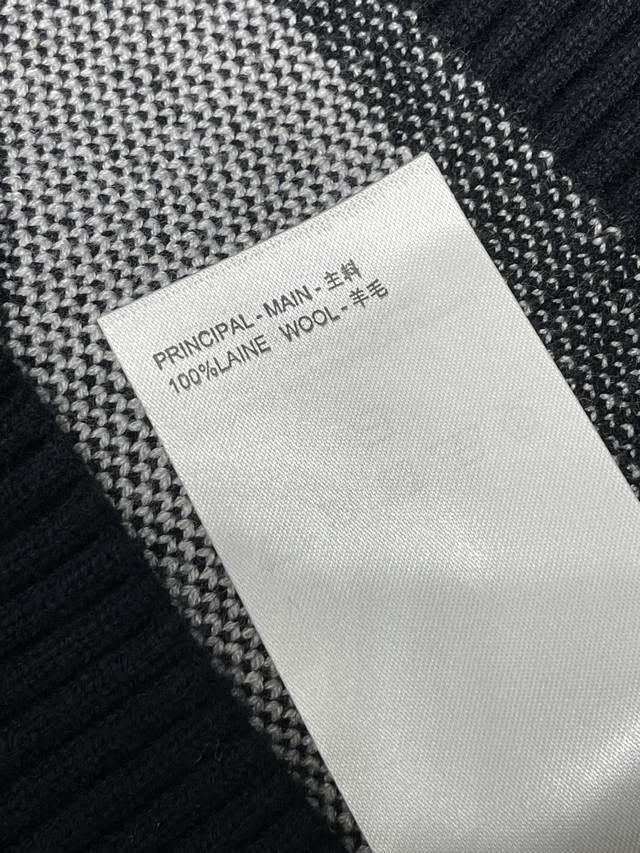 PRINCIPAL - MAIN - 主料
100%LAINE WOOL - 羊毛